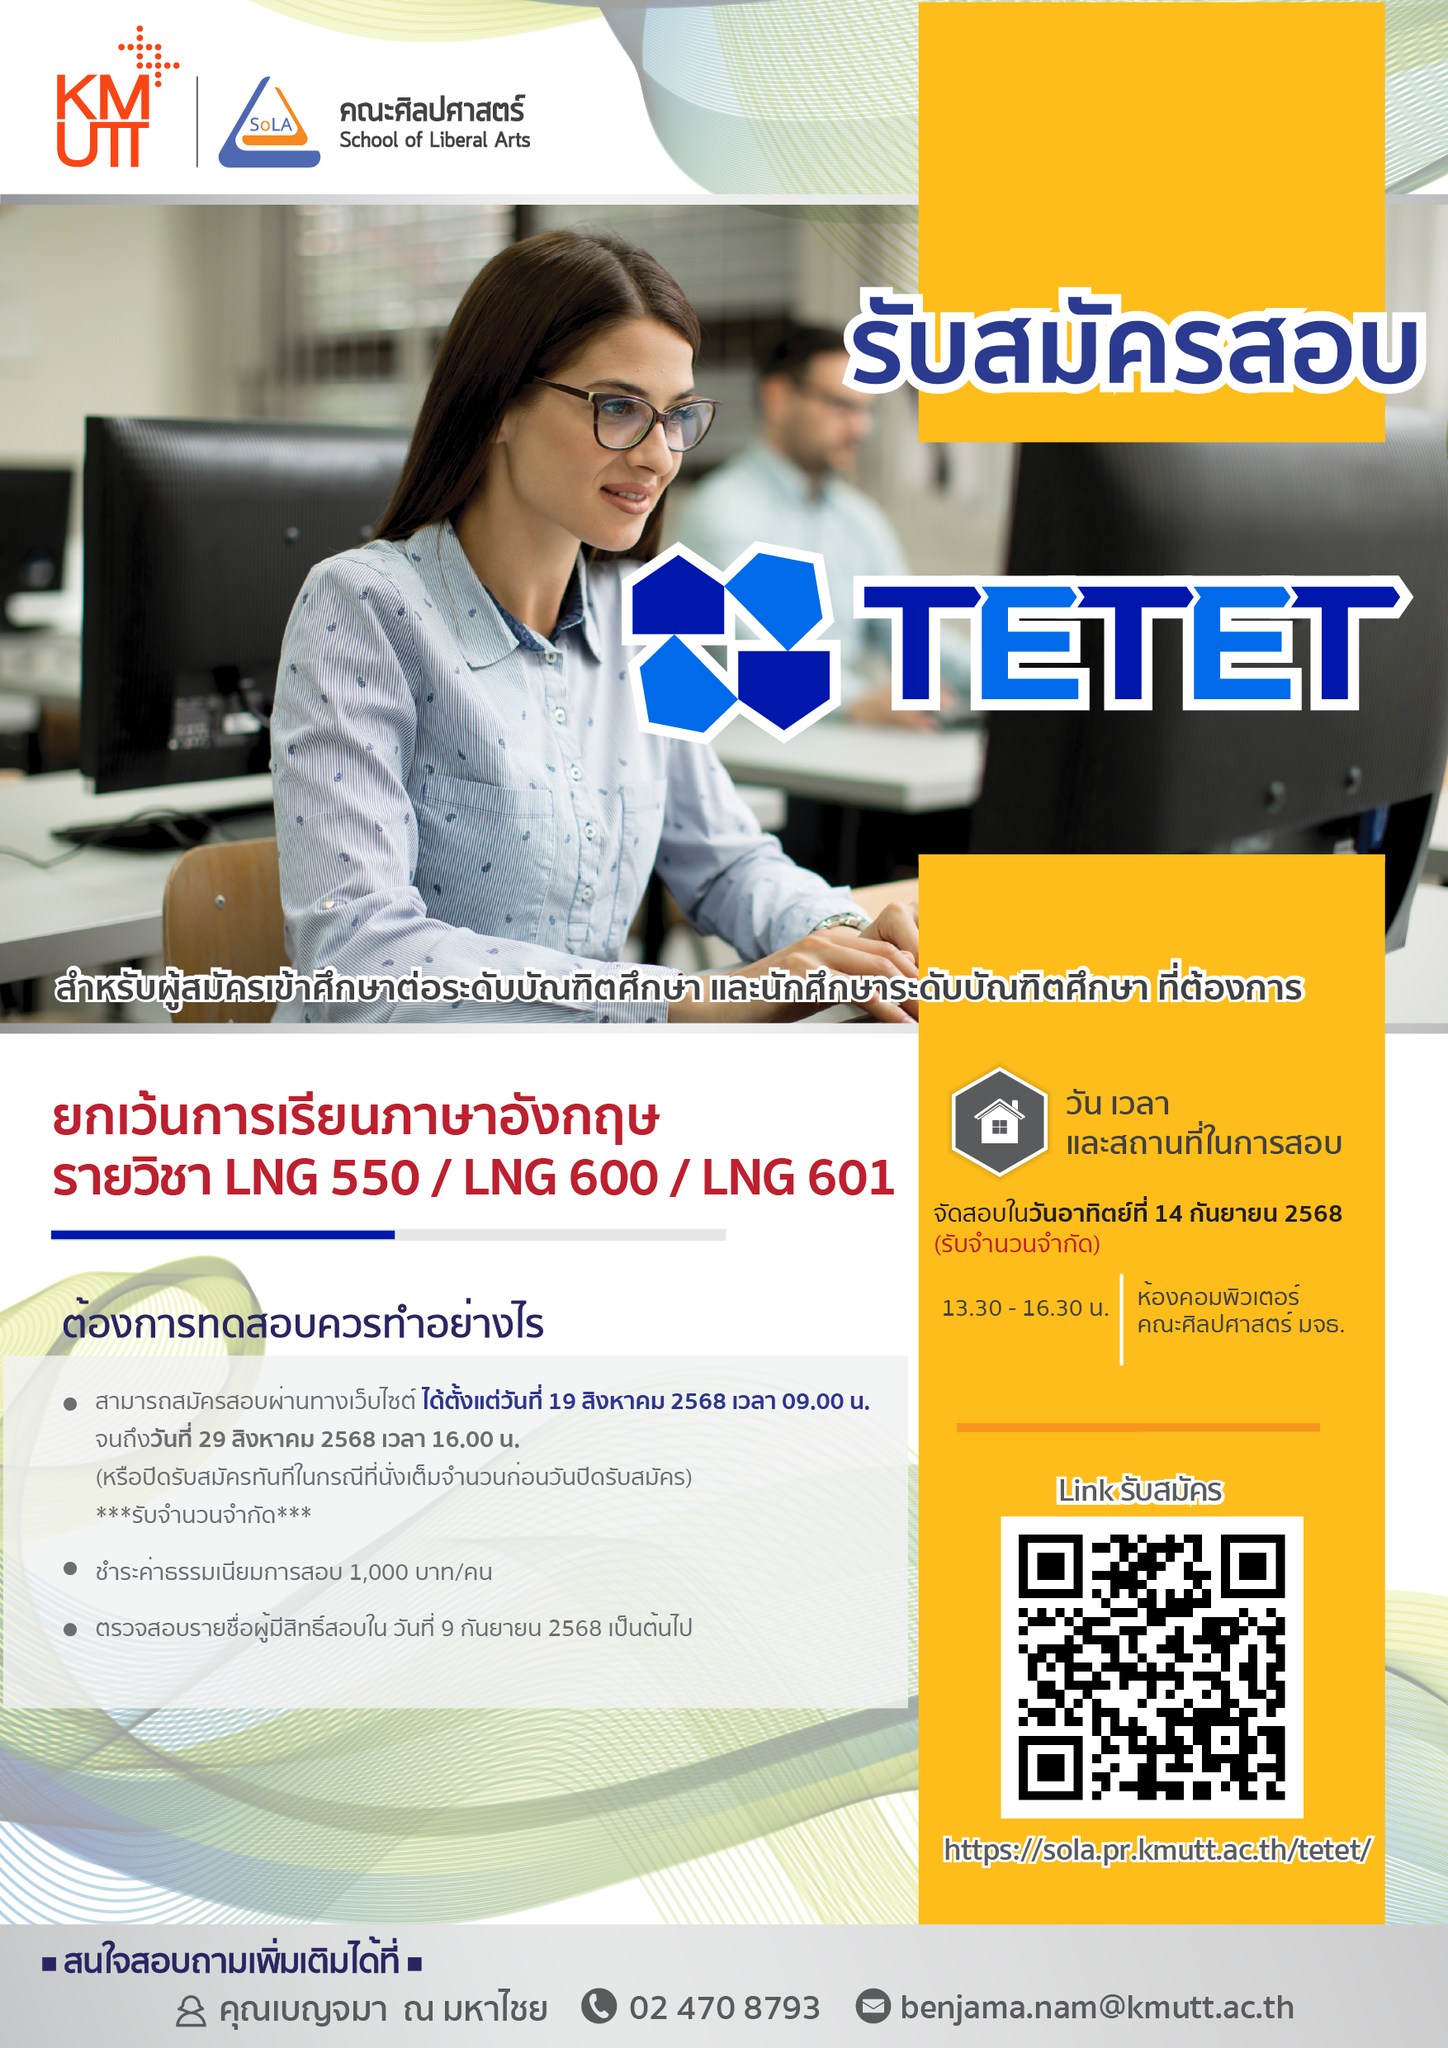 KM
UTT
SoLA
คณะศิลปศาสตร์
School of Liberal Arts
รับสมัครสอบ
TETET
สำหรับผู้สมัครเข้าศึกษาต่อระดับบัณฑิตศึกษา และนักศึกษาระดับบัณฑิตศึกษา ที่ต้องการ
ยกเว้นการเรียนภาษาอังกฤษ
รายวิชา LNG 550 / LNG 600 / LNG 601
ต้องการทดสอบควรทำอย่างไร
● สามารถสมัครสอบผ่านทางเว็บไซต์ ได้ตั้งแต่วันที่ 19 สิงหาคม 2568 เวลา 09.00 น.
จนถึงวันที่ 29 สิงหาคม 2568 เวลา 16.00 น.
(หรือปิดรับสมัครทันทีในกรณีที่นั่งเต็มจำนวนก่อนวันปิดรับสมัคร)
***รับจำนวนจำกัด***
● ชำระค่าธรรมเนียมการสอบ 1,000 บาท/คน
● ตรวจสอบรายชื่อผู้มีสิทธิ์สอบใน วันที่ 9 กันยายน 2568 เป็นต้นไป
วัน เวลา
และสถานที่ในการสอบ
จัดสอบในวันอาทิตย์ที่ 14 กันยายน 2568
(รับจำนวนจำกัด)
13.30 - 16.30 น.
ห้องคอมพิวเตอร์
คณะศิลปศาสตร์ มจธ.
Link รับสมัคร
https://sola.pr.kmutt.ac.th/tetet/
สนใจสอบถามเพิ่มเติมได้ที่
คุณเบญจมา ณ มหาไชย
02 470 8793
benjama.nam@kmutt.ac.th